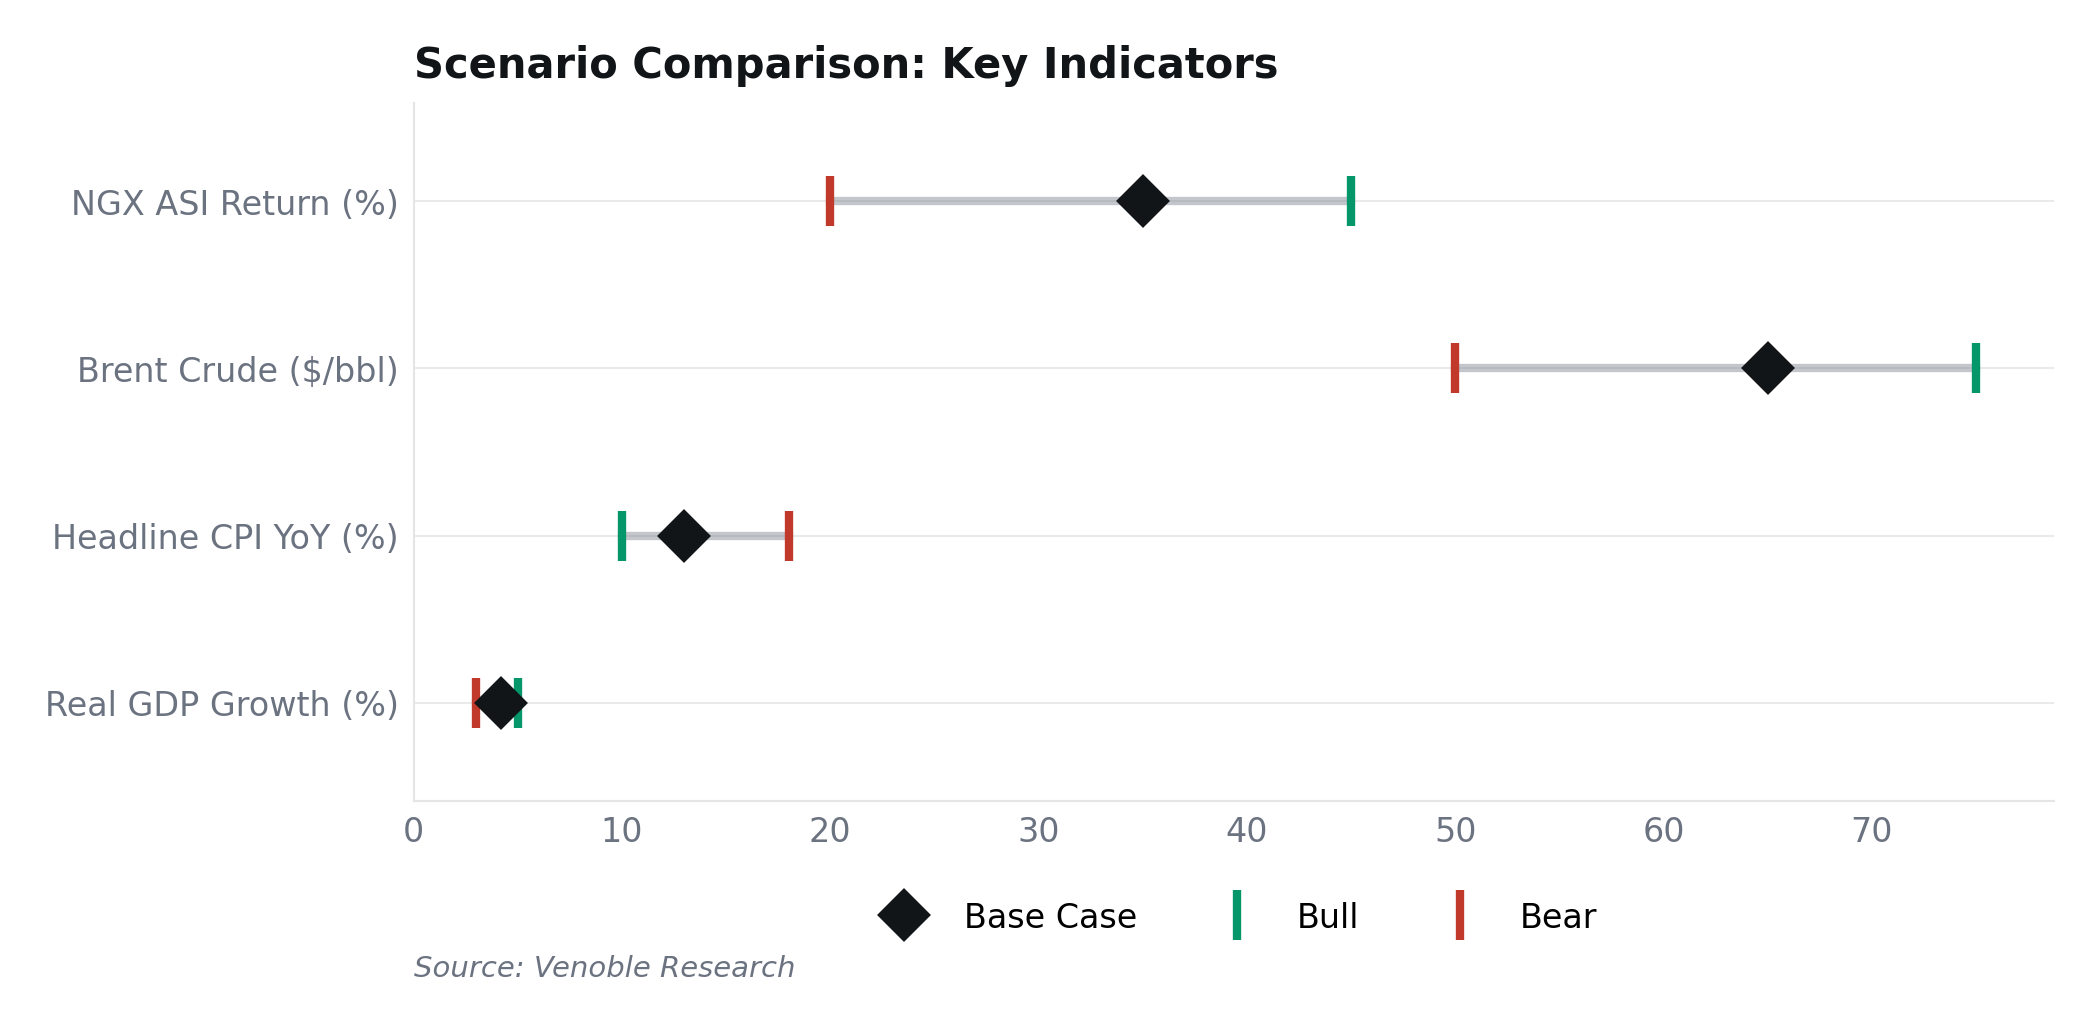 Scenario Comparison: Key Indicators
NGX ASI Return (%)
Brent Crude ($/bbl)
Headline CPI YoY (%)
Real GDP Growth (%)
0 10 20 30 40 50 60 70
Base Case Bull Bear
Source: Venoble Research